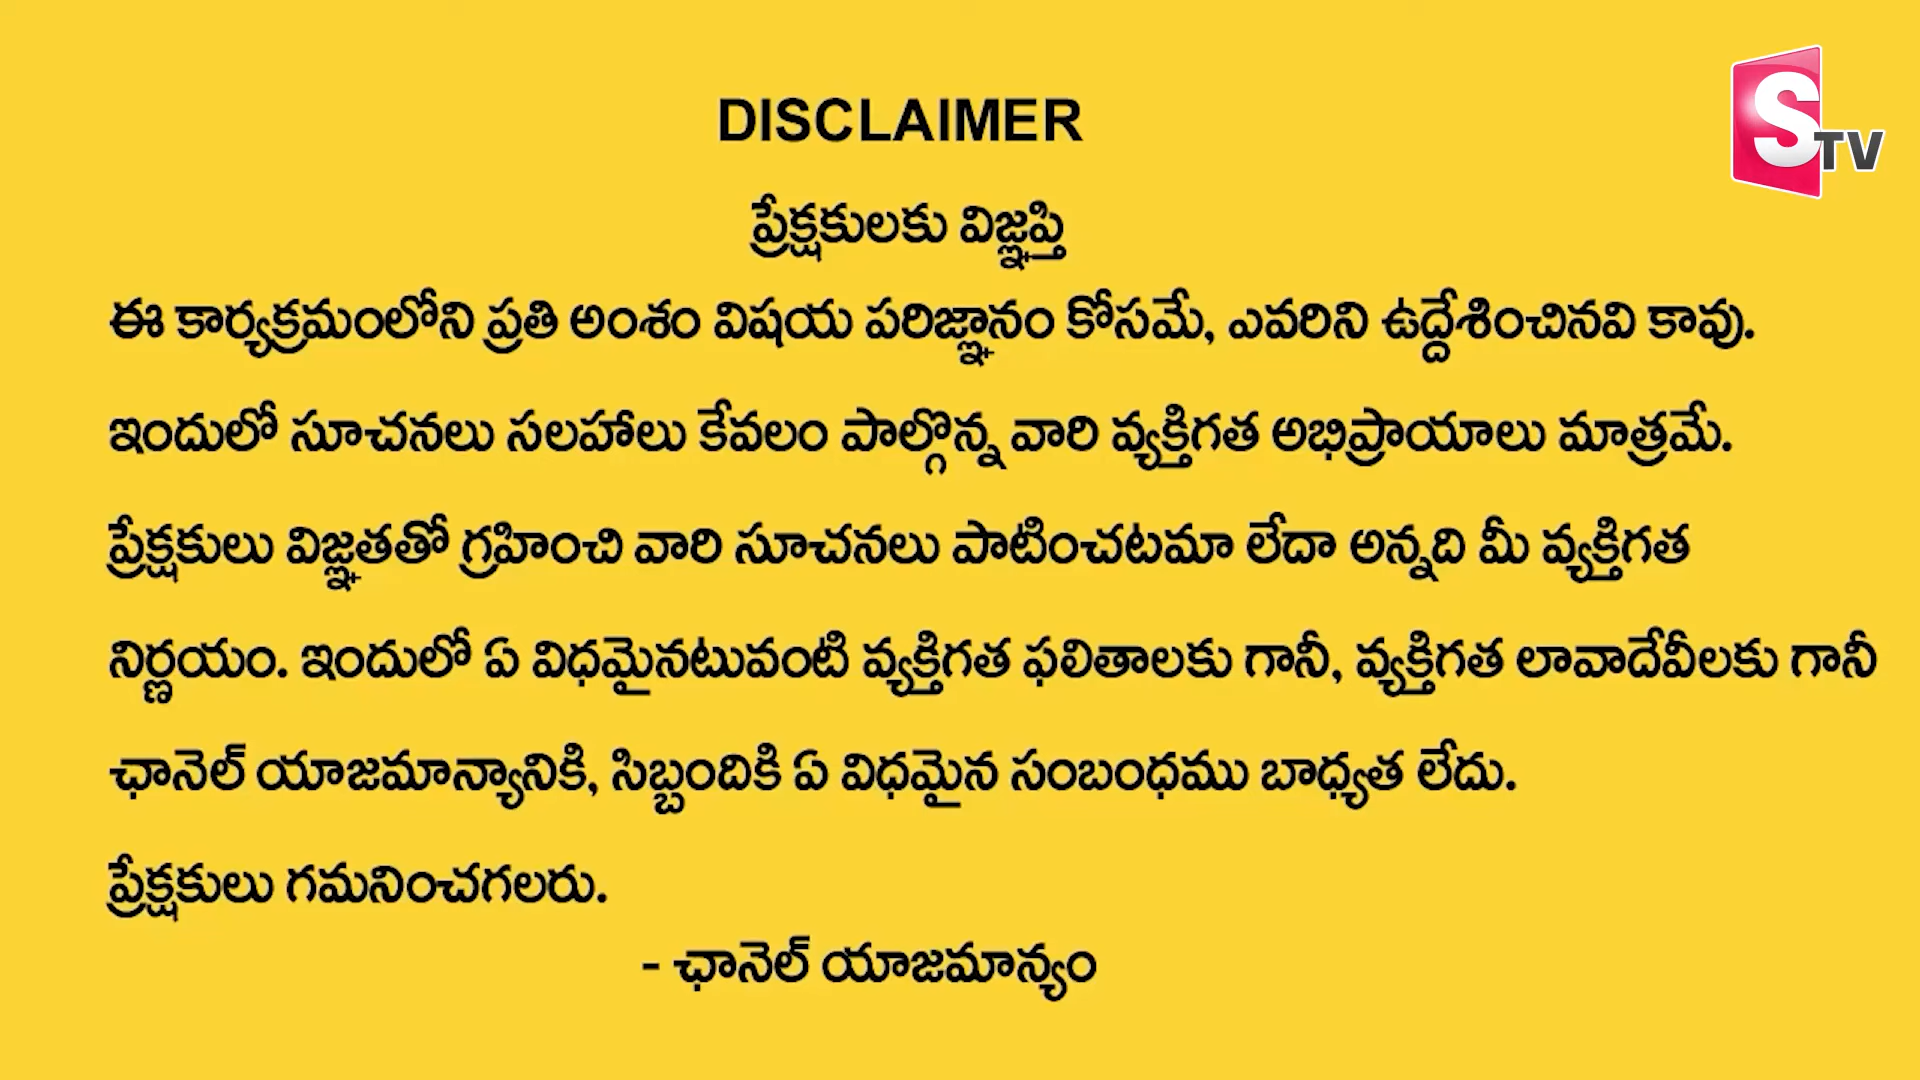 DISCLAIMER
STV
ప్రేక్షకులకు విజ్ఞప్తి
ఈ కార్యక్రమంలోని ప్రతి అంశం విషయ పరిజ్ఞానం కోసమే, ఎవరిని ఉద్దేశించినవి కావు.
ఇందులో సూచనలు సలహాలు కేవలం పాల్గొన్న వారి వ్యక్తిగత అభిప్రాయాలు మాత్రమే.
ప్రేక్షకులు విజ్ఞతతో గ్రహించి వారి సూచనలు పాటించటమా లేదా అన్నది మీ వ్యక్తిగత
నిర్ణయం. ఇందులో ఏ విధమైనటువంటి వ్యక్తిగత ఫలితాలకు గానీ, వ్యక్తిగత లావాదేవీలకు గానీ
ఛానెల్ యాజమాన్యానికి, సిబ్బందికి ఏ విధమైన సంబంధము బాధ్యత లేదు.
ప్రేక్షకులు గమనించగలరు.
- ఛానెల్ యాజమాన్యం